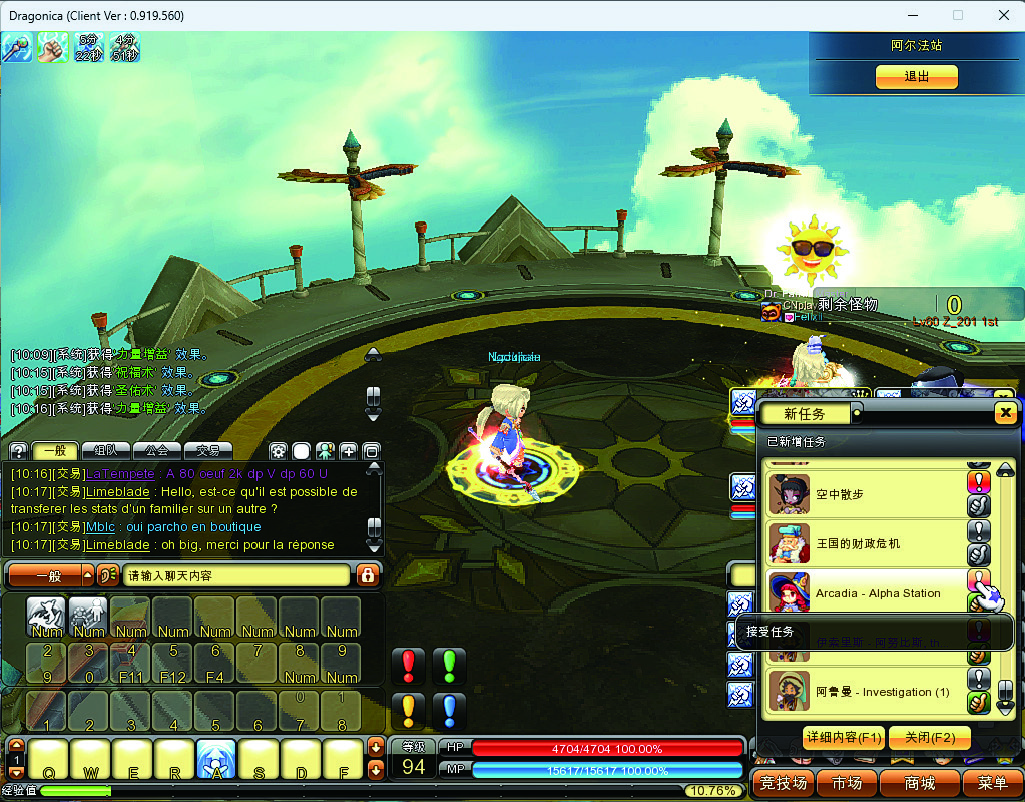 Dragonica (Client Ver : 0.919.560)
5分
22秒
4分
51秒
阿尔法站
退出
剩余怪物
0
Lv60 Z_201 1st
[10:09][系统]获得'力量增益' 效果。
[10:15][系统]获得'祝福术' 效果。
[10:15][系统]获得'圣佑术' 效果。
[10:16][系统]获得'力量增益' 效果。
?
一般
组队
公会
交易
[10:16][交易]LaTempete : A 80 oeuf 2k dp V dp 60 U
[10:17][交易]Limeblade : Hello, est-ce qu'il est possible de
transferer les stats d'un familier sur un autre ?
[10:17][交易]Mblc : oui parcho en boutique
[10:17][交易]Limeblade : oh big, merci pour la réponse
一般
请输入聊天内容
新任务
已新增任务
空中散步
王国的财政危机
Arcadia - Alpha Station
接受任务
阿鲁曼 - Investigation (1)
详细内容(F1)
关闭(F2)
Num Num Num Num Num Num Num Num
2 3 4 5 6 7 8 9
9 0 F11 F12 F4 Num Num
0 1
1 2 3 4 5 6 7 8
1
Q W E R A S D F
等级
94
HP
4704/4704 100.00%
MP
15617/15617 100.00%
经验值
10.76%
竞技场
市场
商城
菜单